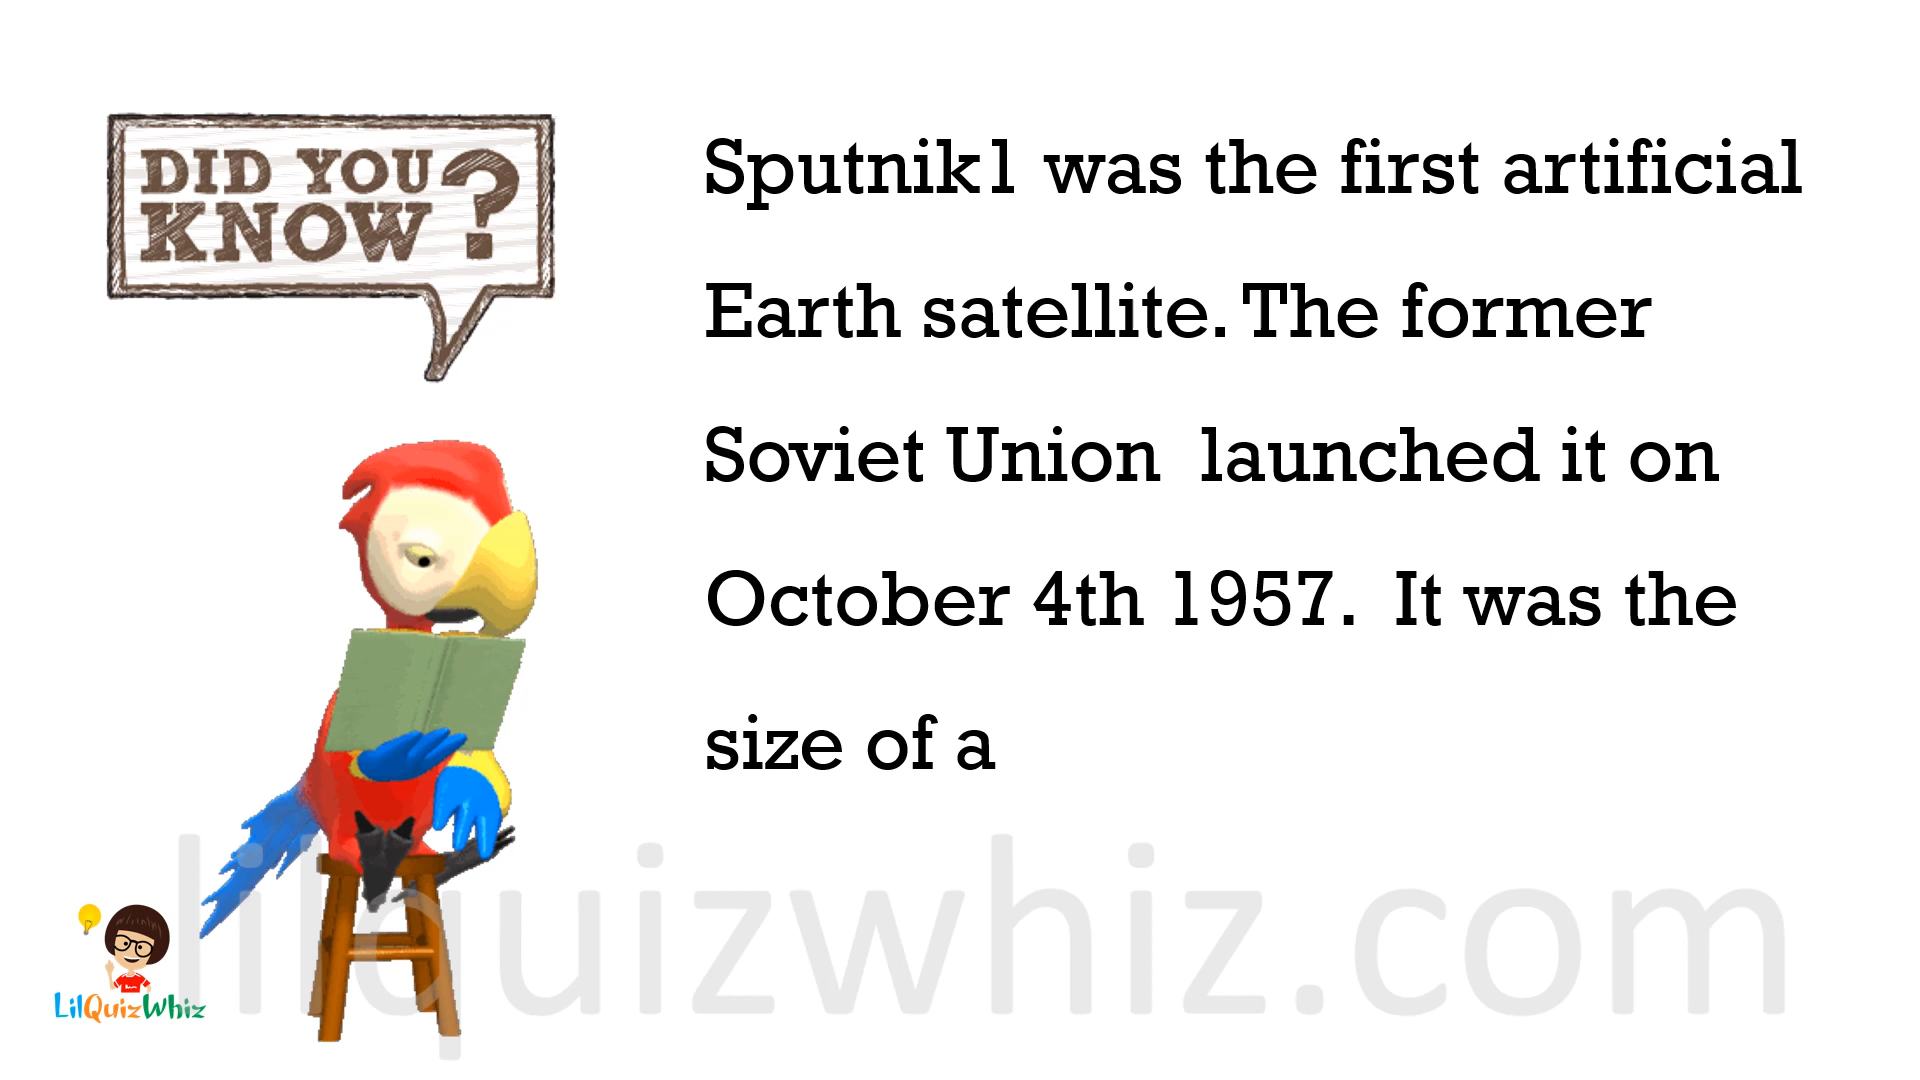 DID YOU
KNOW?
Sputnik1 was the first artificial
Earth satellite. The former
Soviet Union  launched it on
October 4th 1957.  It was the
size of a
lilquizwhiz.com
LilQuizWhiz